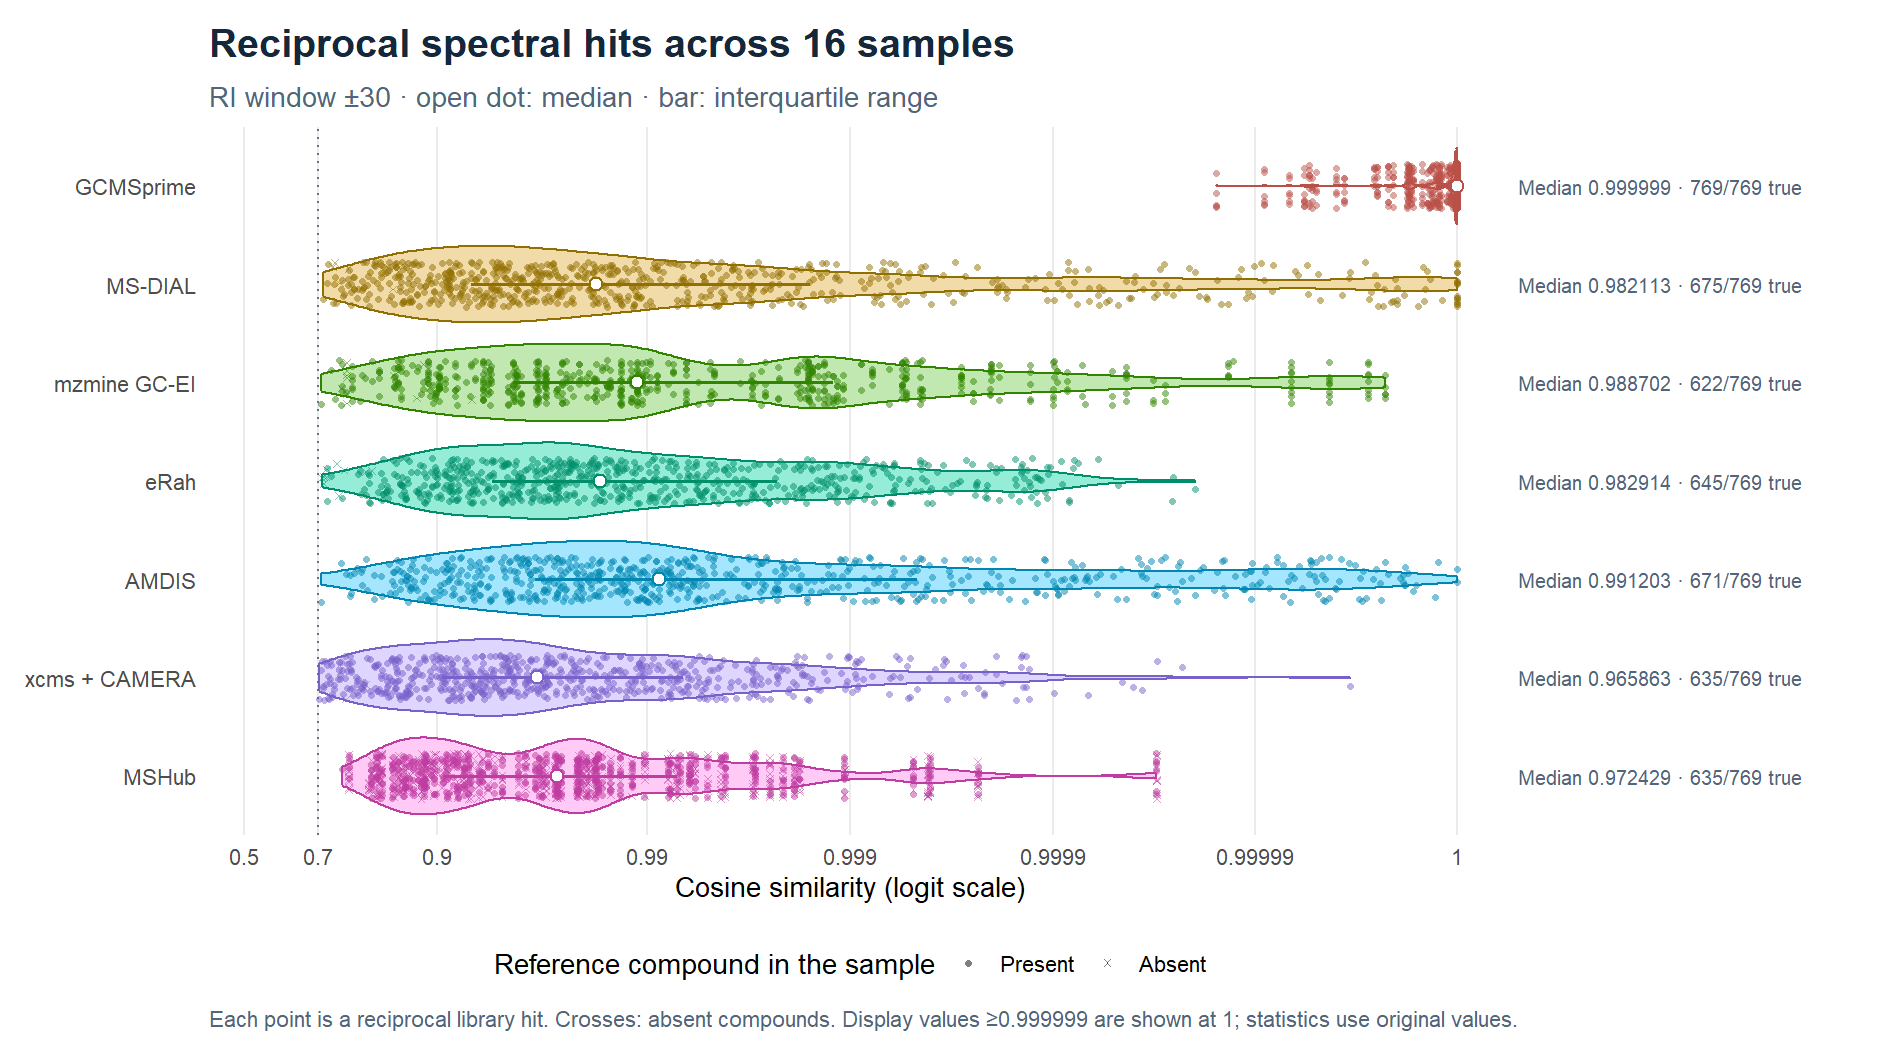 Reciprocal spectral hits across 16 samples
RI window ±30 · open dot: median · bar: interquartile range
GCMSprime
Median 0.999999 · 769/769 true
MS-DIAL
Median 0.982113 · 675/769 true
mzmine GC-EI
Median 0.988702 · 622/769 true
eRah
Median 0.982914 · 645/769 true
AMDIS
Median 0.991203 · 671/769 true
xcms + CAMERA
Median 0.965863 · 635/769 true
MSHub
Median 0.972429 · 635/769 true
0.5 0.7 0.9 0.99 0.999 0.9999 0.99999 1
Cosine similarity (logit scale)
Reference compound in the sample Present Absent
Each point is a reciprocal library hit. Crosses: absent compounds. Display values ≥0.999999 are shown at 1; statistics use original values.